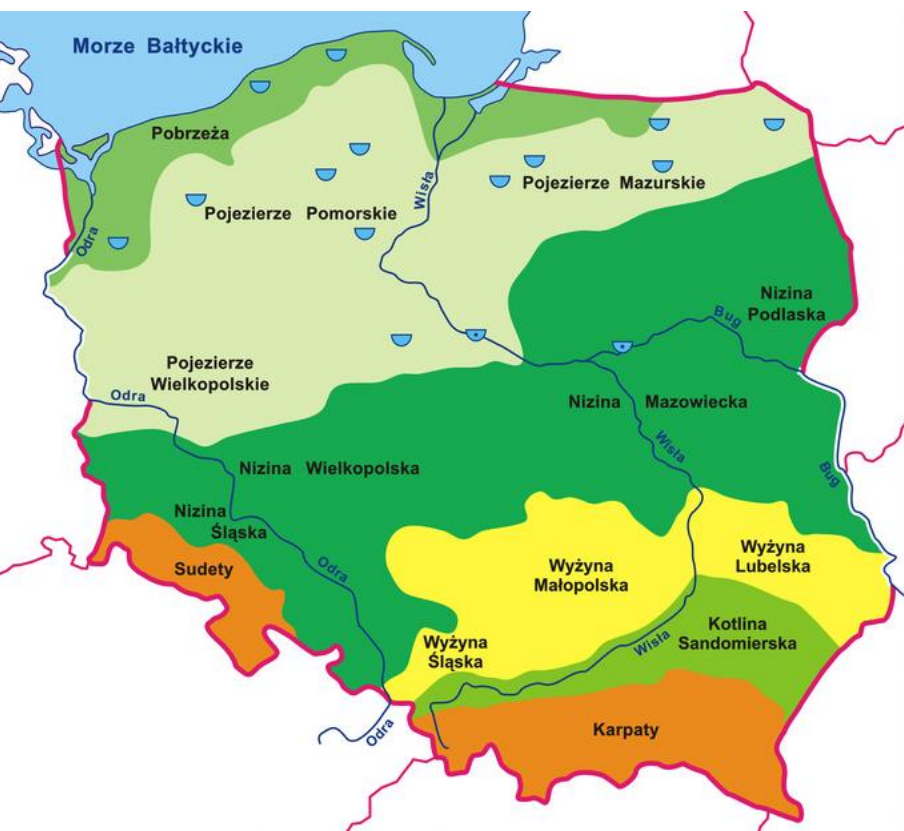 Morze Bałtyckie
Pobrzeża
Wisła
Pojezierze Mazurskie
Pojezierze Pomorskie
Odra
Nizina
Podlaska
Bug
Pojezierze
Wielkopolskie
Odra
Nizina Mazowiecka
Wisła
Nizina Wielkopolska
Bug
Nizina
Śląska
Wyżyna
Lubelska
Sudety
Odra
Wyżyna
Małopolska
Kotlina
Sandomierska
Wyżyna
Śląska
Wisła
Odra
Karpaty